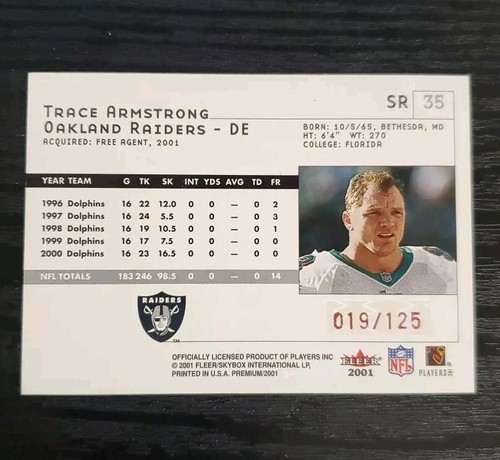 SR 35
TRACE ARMSTRONG
OAKLAND RAIDERS - DE
ACQUIRED: FREE AGENT, 2001
BORN: 10/5/65, BETHESDA, MD
HT: 6'4" WT: 270
COLLEGE: FLORIDA
YEAR TEAM G TK SK INT YDS AVG TD FR
1996 Dolphins 16 22 12.0 0 0 — 0 2
1997 Dolphins 16 24 5.5 0 0 — 0 3
1998 Dolphins 16 19 10.5 0 0 — 0 1
1999 Dolphins 16 17 7.5 0 0 — 0 0
2000 Dolphins 16 23 16.5 0 0 — 0 0
NFL TOTALS 183 246 98.5 0 0 — 0 14
RAIDERS
TM
019/125
OFFICIALLY LICENSED PRODUCT OF PLAYERS INC
© 2001 FLEER/SKYBOX INTERNATIONAL LP,
PRINTED IN U.S.A. PREMIUM/2001
FLEER
2001
NFL
PLAYERS INC